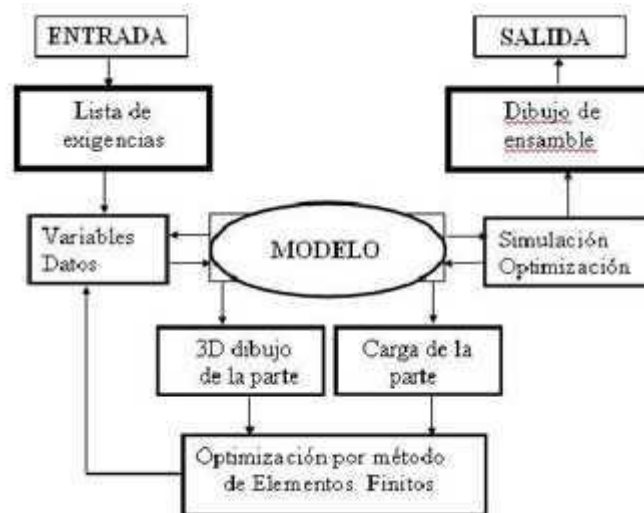 ENTRADA
SALIDA
Lista de
exigencias
Dibujo de
ensamble
Variables
Datos
MODELO
Simulación
Optimización
3D dibujo
de la parte
Carga de la
parte
Optimización por método
de Elementos Finitos